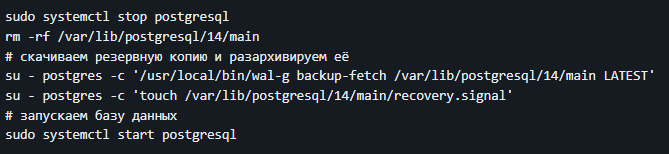 sudo systemctl stop postgresql
rm -rf /var/lib/postgresql/14/main
# скачиваем резервную копию и разархивируем её
su - postgres -c '/usr/local/bin/wal-g backup-fetch /var/lib/postgresql/14/main LATEST'
su - postgres -c 'touch /var/lib/postgresql/14/main/recovery.signal'
# запускаем базу данных
sudo systemctl start postgresql